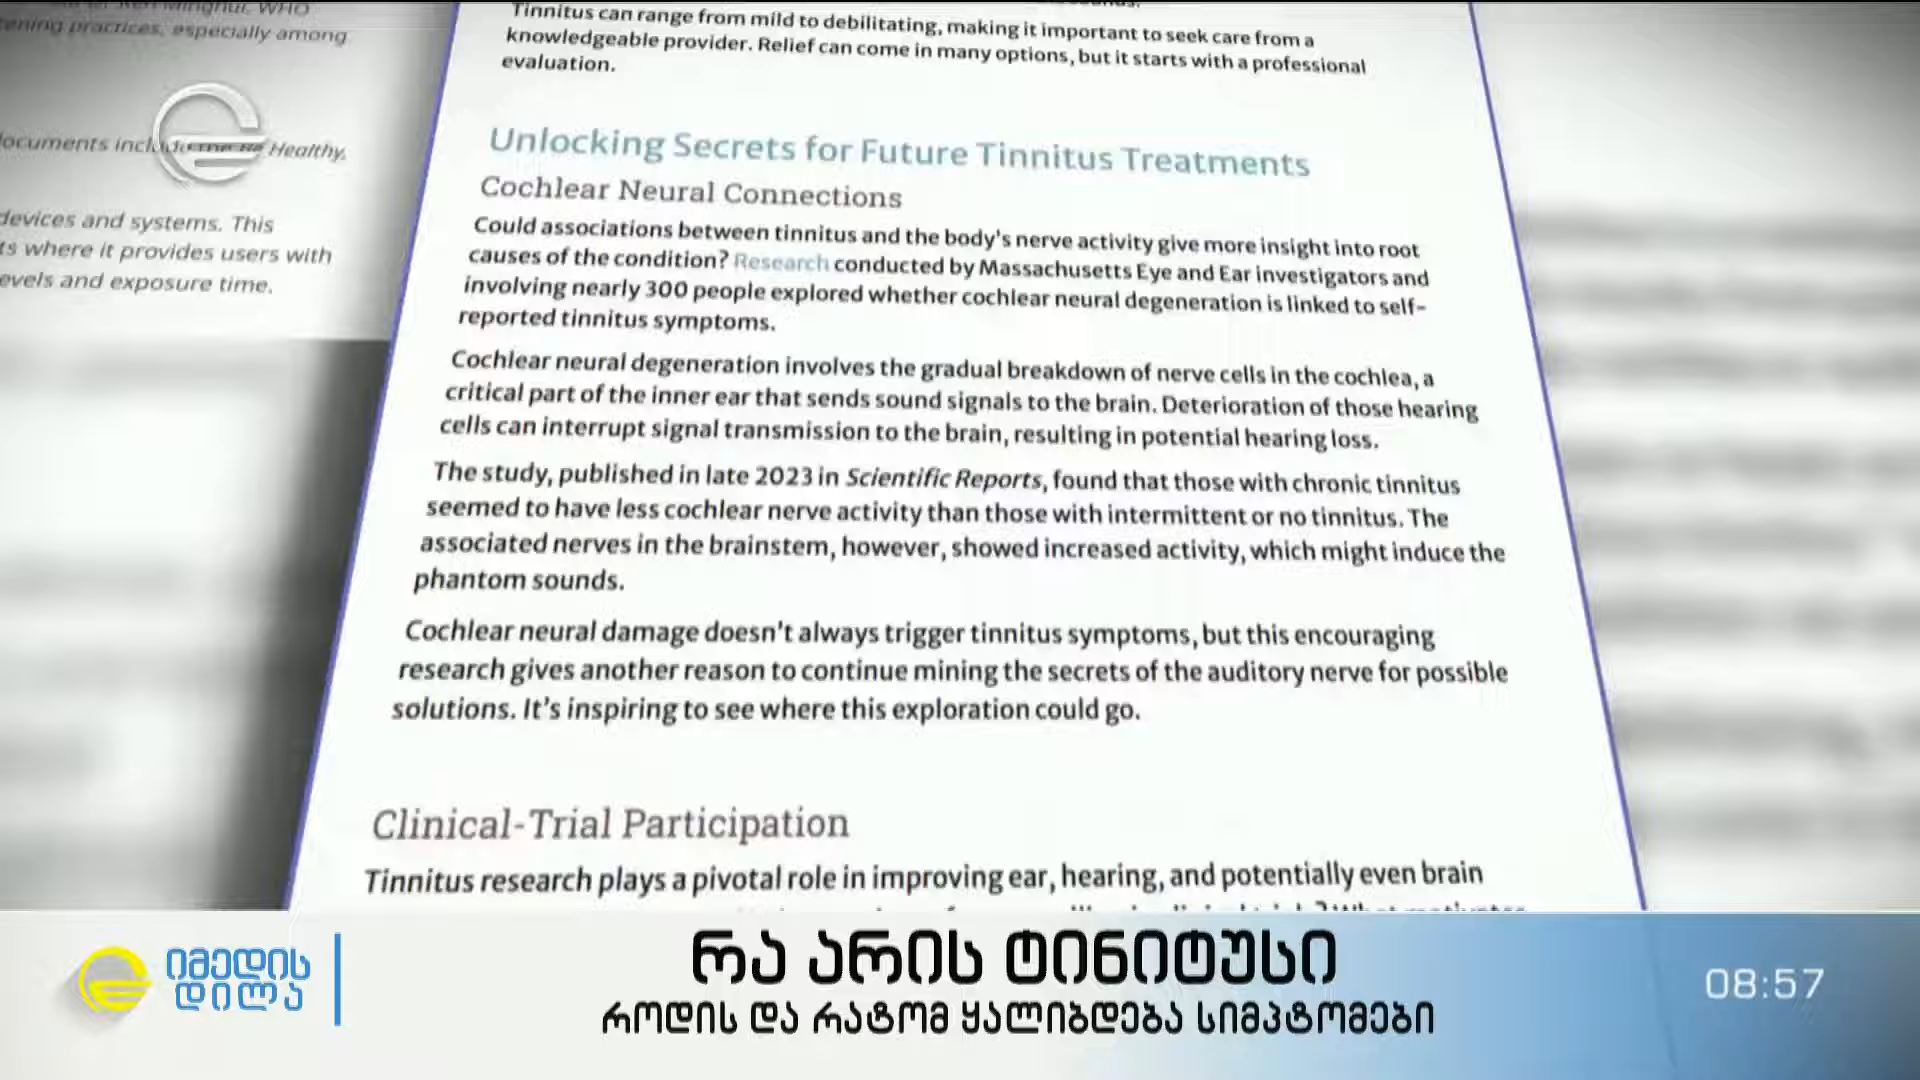 tening practices, especially among
Healthy.
devices and systems. This
ts where it provides users with
evels and exposure time.
Tinnitus can range from mild to debilitating, making it important to seek care from a
knowledgeable provider. Relief can come in many options, but it starts with a professional
evaluation.
Unlocking Secrets for Future Tinnitus Treatments
Cochlear Neural Connections
Could associations between tinnitus and the body's nerve activity give more insight into root
causes of the condition? Research conducted by Massachusetts Eye and Ear investigators and
involving nearly 300 people explored whether cochlear neural degeneration is linked to self-
reported tinnitus symptoms.
Cochlear neural degeneration involves the gradual breakdown of nerve cells in the cochlea, a
critical part of the inner ear that sends sound signals to the brain. Deterioration of those hearing
cells can interrupt signal transmission to the brain, resulting in potential hearing loss.
The study, published in late 2023 in Scientific Reports, found that those with chronic tinnitus
seemed to have less cochlear nerve activity than those with intermittent or no tinnitus. The
associated nerves in the brainstem, however, showed increased activity, which might induce the
phantom sounds.
Cochlear neural damage doesn't always trigger tinnitus symptoms, but this encouraging
research gives another reason to continue mining the secrets of the auditory nerve for possible
solutions. It's inspiring to see where this exploration could go.
Clinical-Trial Participation
Tinnitus research plays a pivotal role in improving ear, hearing, and potentially even brain
იმედის
დილა
რა არის ტინიტუსი
როდის და რატომ ყალიბდება სიმპტომები
08:57